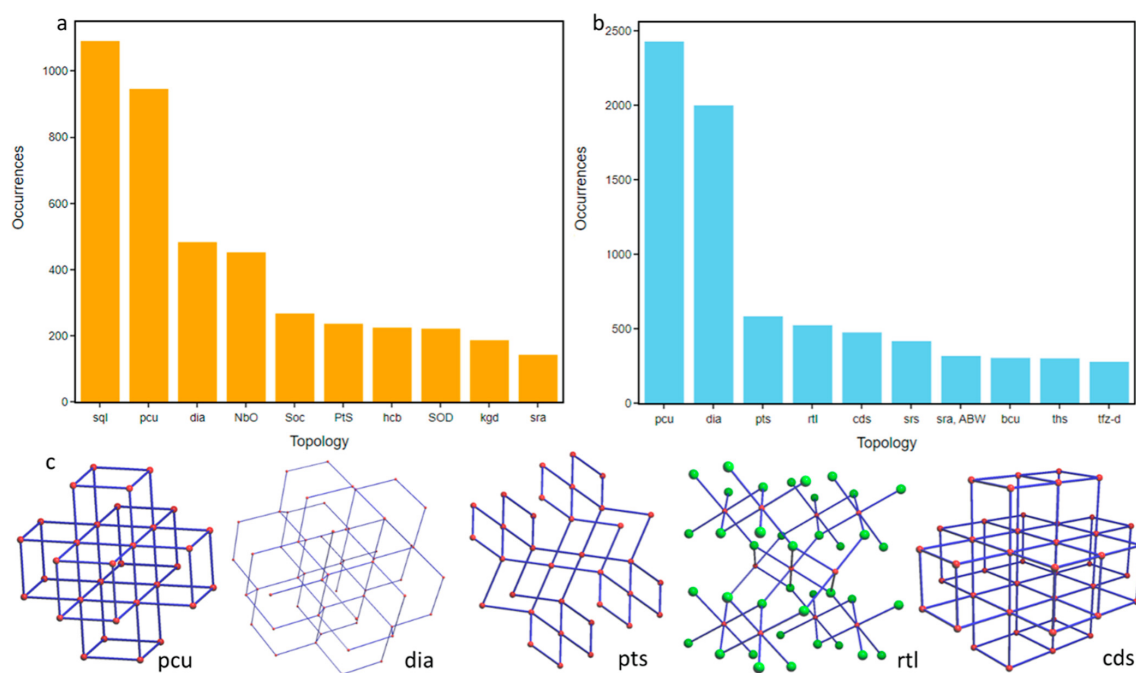 a
1000
800
600
400
200
0
Occurrences
sql pcu dia NbO Soc PtS hcb SOD kgd sra
Topology
b
2500
2000
1500
1000
500
0
Occurrences
pcu dia pts rtl cds srs sra, ABW bcu ths tfz-d
Topology
c
pcu dia pts rtl cds